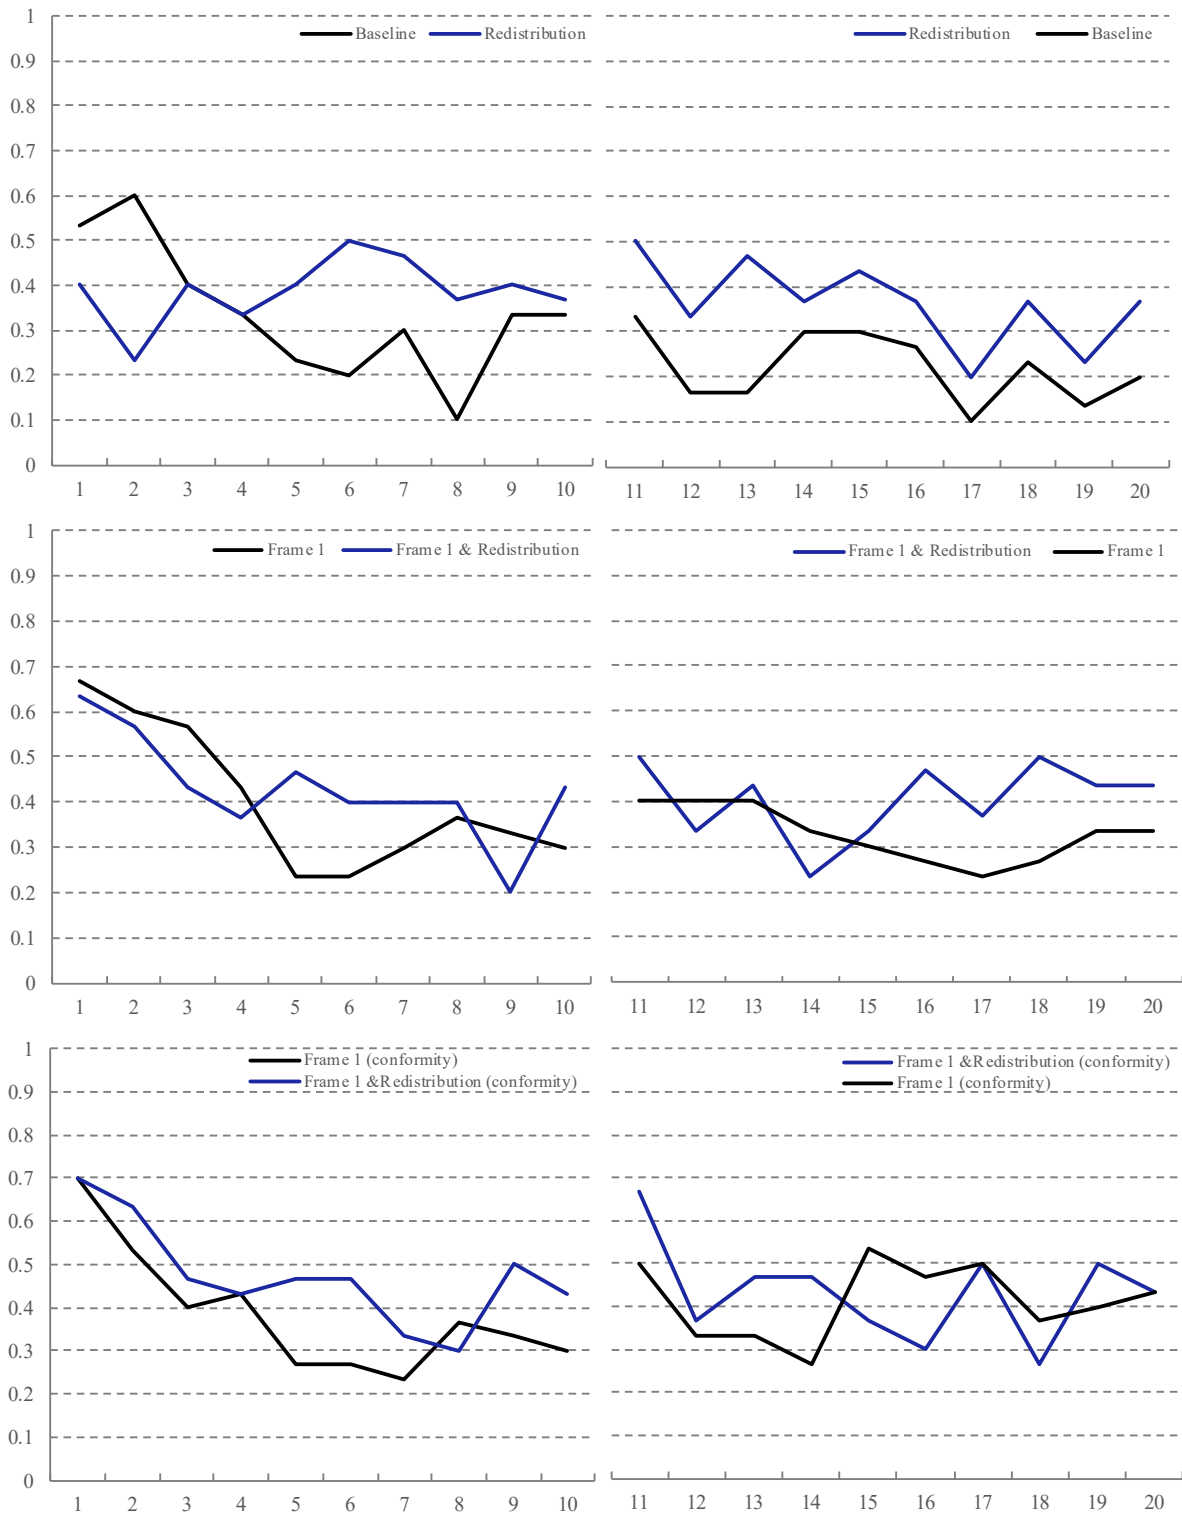 1
0.9
0.8
0.7
0.6
0.5
0.4
0.3
0.2
0.1
0
Baseline Redistribution
1 2 3 4 5 6 7 8 9 10
Redistribution Baseline
11 12 13 14 15 16 17 18 19 20
1
0.9
0.8
0.7
0.6
0.5
0.4
0.3
0.2
0.1
0
Frame 1 Frame 1 & Redistribution
1 2 3 4 5 6 7 8 9 10
Frame 1 & Redistribution Frame 1
11 12 13 14 15 16 17 18 19 20
1
0.9
0.8
0.7
0.6
0.5
0.4
0.3
0.2
0.1
0
Frame 1 (conformity)
Frame 1 &Redistribution (conformity)
1 2 3 4 5 6 7 8 9 10
Frame 1 &Redistribution (conformity)
Frame 1 (conformity)
11 12 13 14 15 16 17 18 19 20